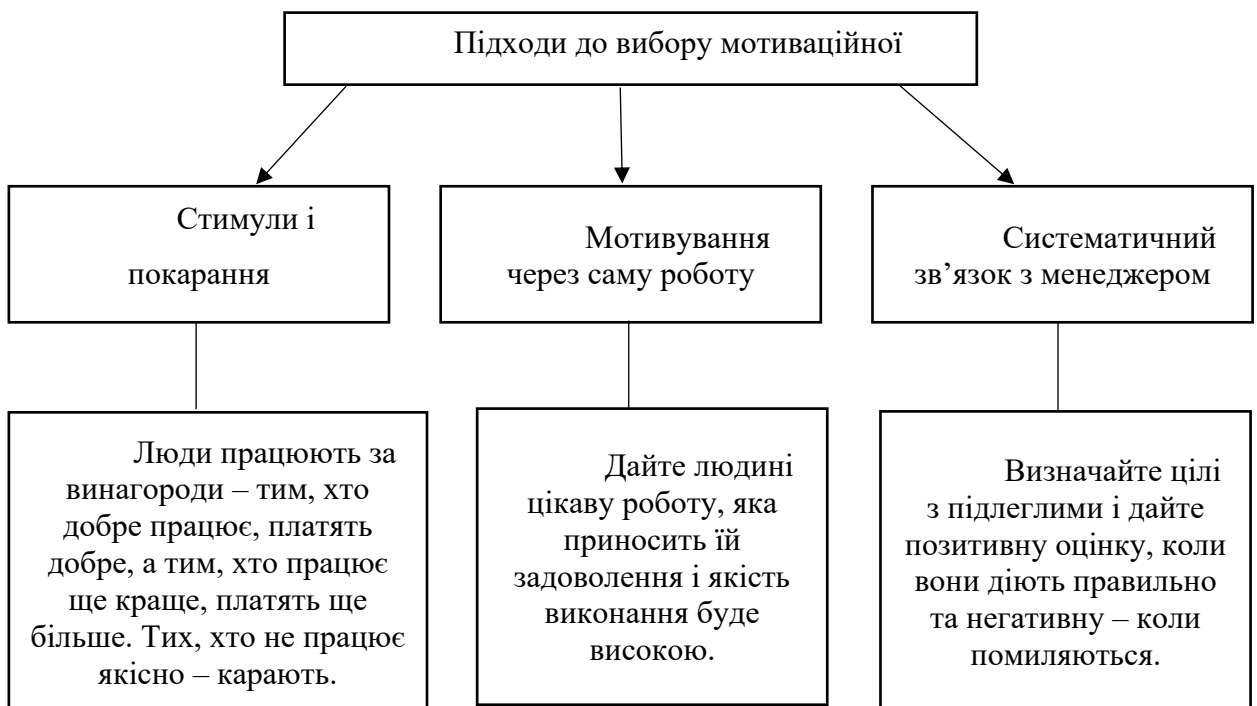 Підходи до вибору мотиваційної
Стимули і
покарання
Мотивування
через саму роботу
Систематичний
зв’язок з менеджером
Люди працюють за
винагороди – тим, хто
добре працює, платять
добре, а тим, хто працює
ще краще, платять ще
більше. Тих, хто не працює
якісно – карають.
Дайте людині
цікаву роботу, яка
приносить їй
задоволення і якість
виконання буде
високою.
Визначайте цілі
з підлеглими і дайте
позитивну оцінку, коли
вони діють правильно
та негативну – коли
помиляються.